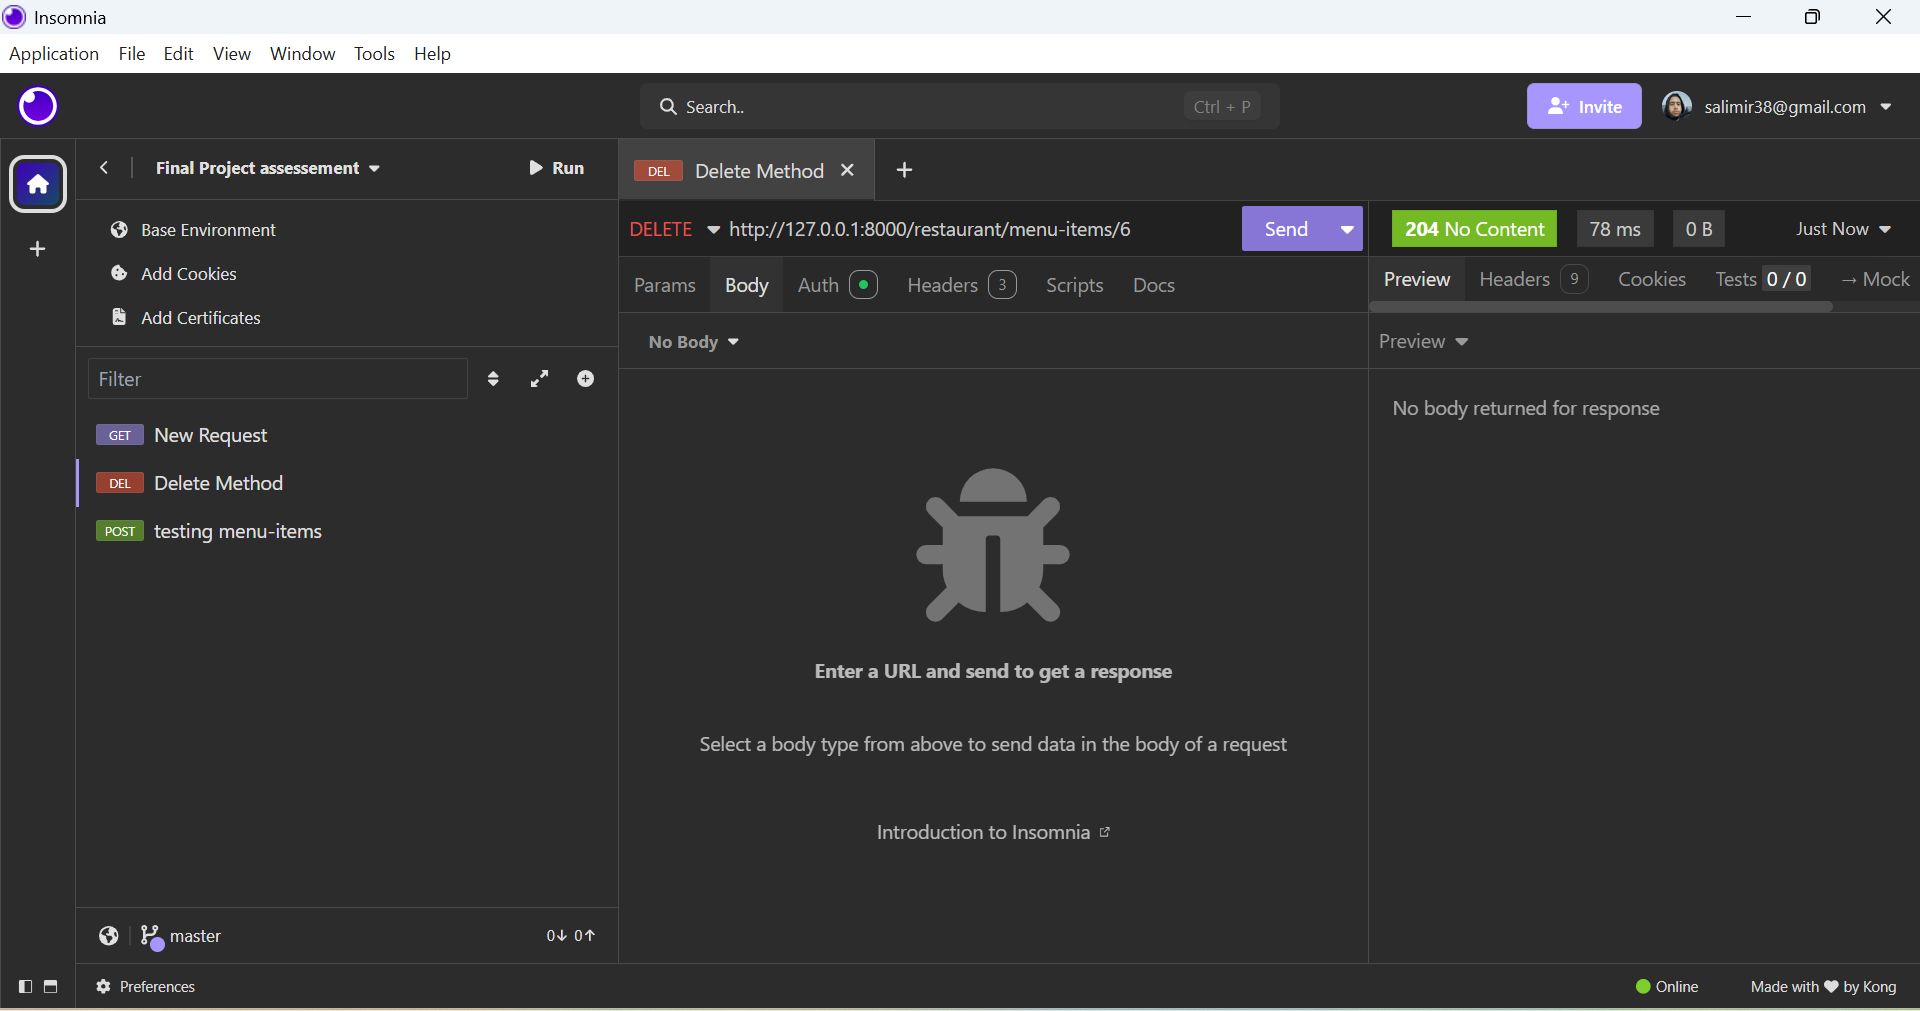 Insomnia
Application File Edit View Window Tools Help
Search.. Ctrl + P
Invite
salimir38@gmail.com
Final Project assessement
Run
DEL Delete Method
Base Environment
Add Cookies
Add Certificates
Filter
GET New Request
DEL Delete Method
POST testing menu-items
master
0↓ 0↑
DELETE http://127.0.0.1:8000/restaurant/menu-items/6 Send
Params Body Auth Headers 3 Scripts Docs
No Body
Enter a URL and send to get a response
Select a body type from above to send data in the body of a request
Introduction to Insomnia
204 No Content 78 ms 0 B Just Now
Preview Headers 9 Cookies Tests 0 / 0 → Mock
Preview
No body returned for response
Preferences
Online
Made with ♥ by Kong